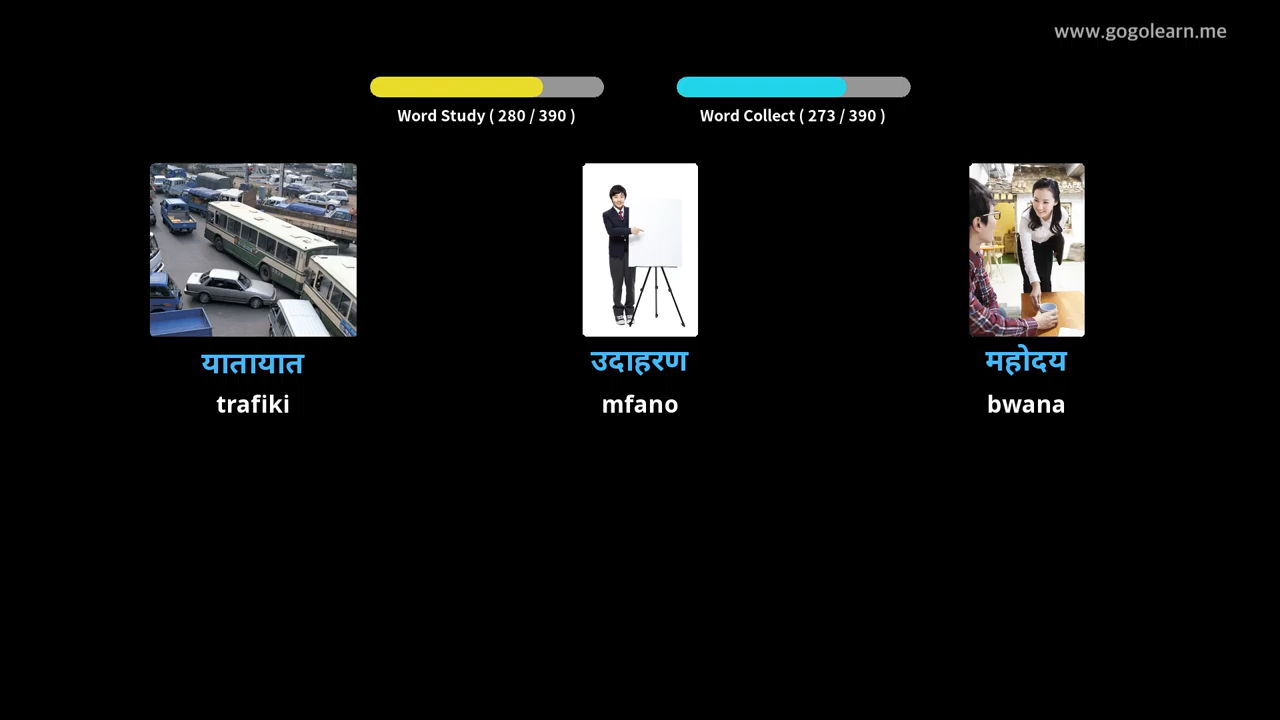 www.gogolearn.me
Word Study ( 280 / 390 )
Word Collect ( 273 / 390 )
यातायात
उदाहरण
महोदय
trafiki
mfano
bwana